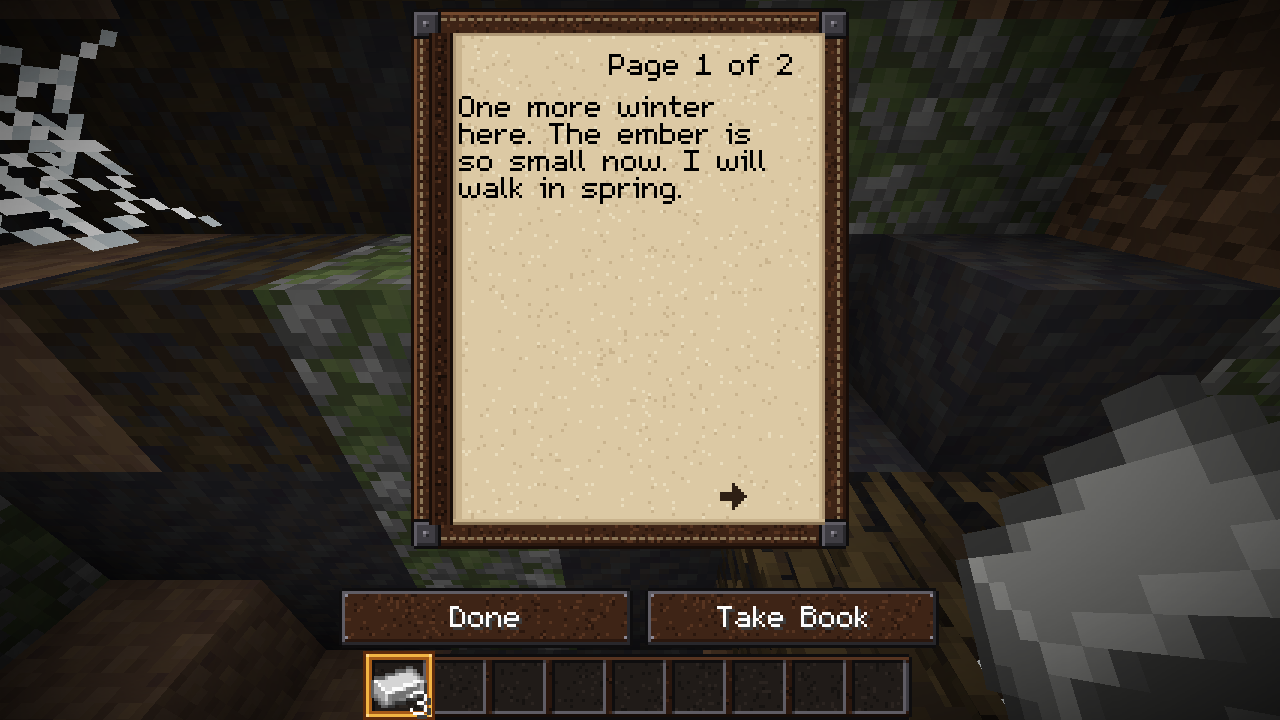 Page 1 of 2
One more winter
here. The ember is
so small now. I will
walk in spring.
Done
Take Book
3